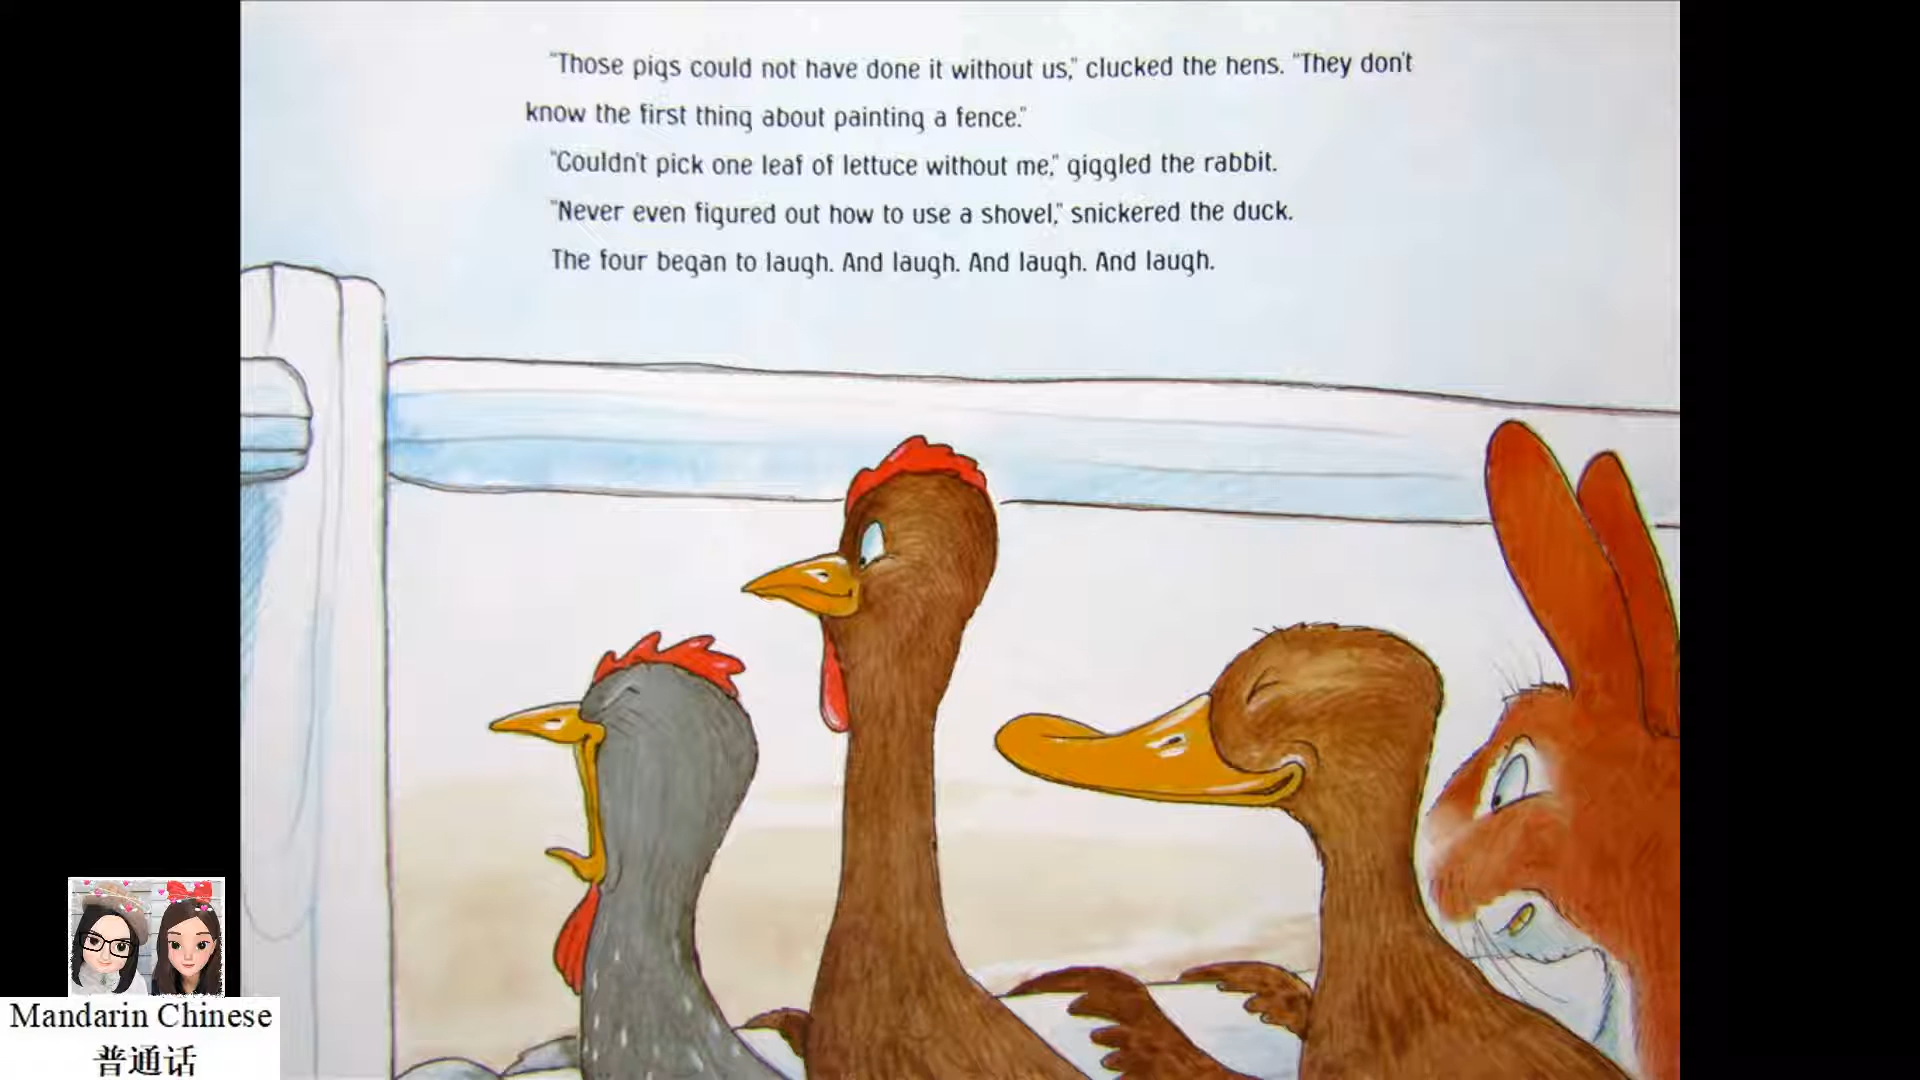 "Those pigs could not have done it without us," clucked the hens. "They don't
know the first thing about painting a fence."
"Couldn't pick one leaf of lettuce without me," giggled the rabbit.
"Never even figured out how to use a shovel," snickered the duck.
The four began to laugh. And laugh. And laugh. And laugh.
Mandarin Chinese
普通话